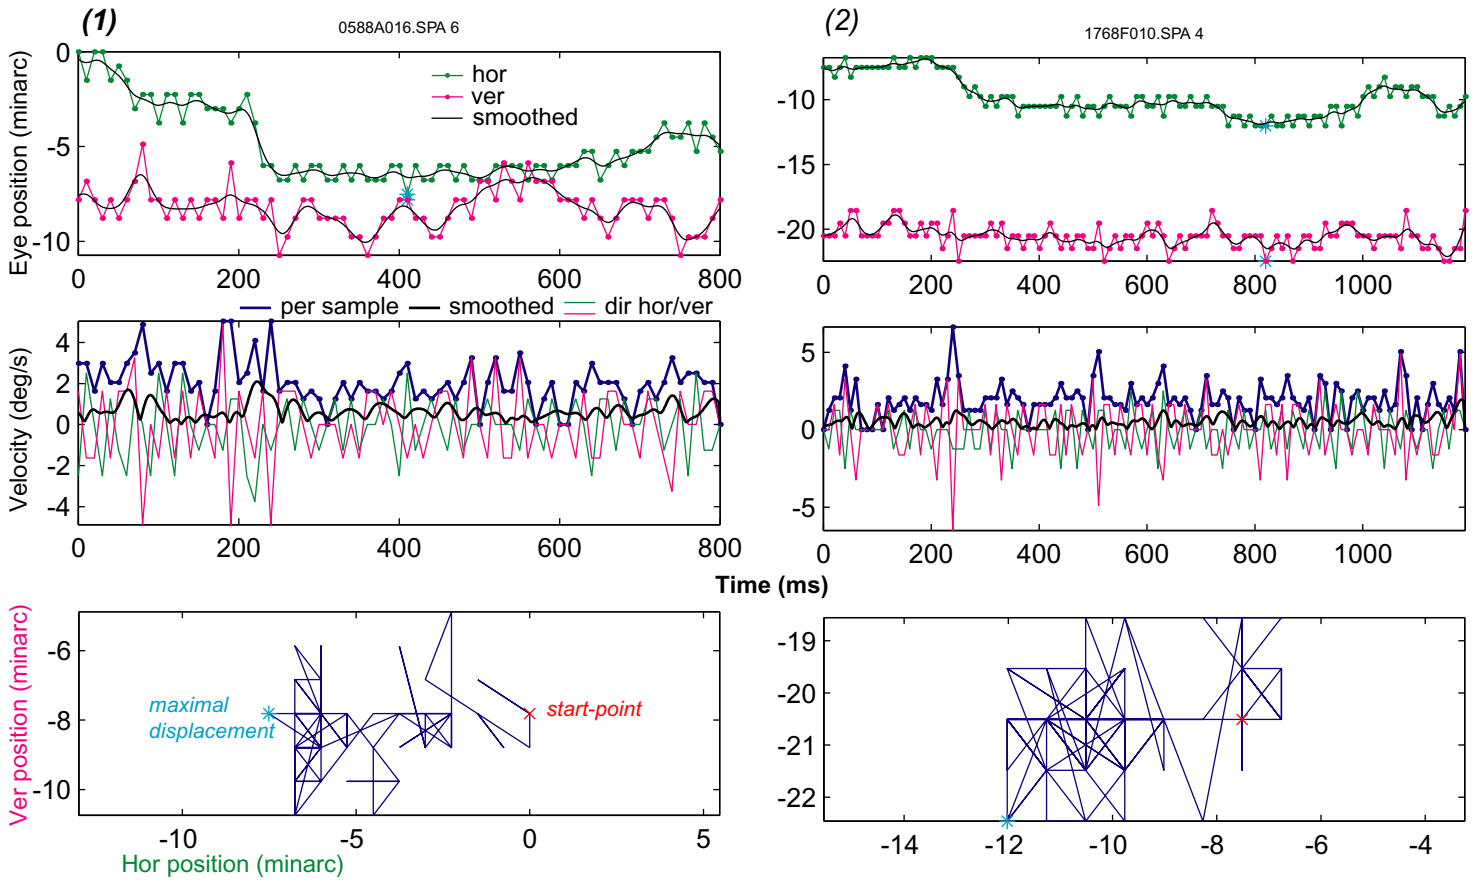 (1)
0588A016.SPA 6
(2)
1768F010.SPA 4
Eye position (minarc)
0
-5
-10
hor
ver
smoothed
0 200 400 600 800
-10
-15
-20
0 200 400 600 800 1000
per sample smoothed dir hor/ver
Velocity (deg/s)
4
2
0
-2
-4
0 200 400 600 800
5
0
-5
0 200 400 600 800 1000
Time (ms)
Ver position (minarc)
-6
-8
-10
maximal
displacement
start-point
-10 -5 0 5
Hor position (minarc)
-19
-20
-21
-22
-14 -12 -10 -8 -6 -4